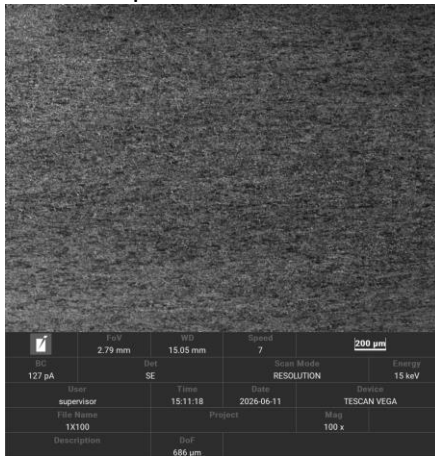 FoV WD Speed 200 μm
2.79 mm 15.05 mm 7
BC Det Scan Mode Energy
127 pA SE RESOLUTION 15 keV
User Time Date Device
supervisor 15:11:18 2026-06-11 TESCAN VEGA
File Name Project Mag
1X100 100 x
Description DoF
686 μm